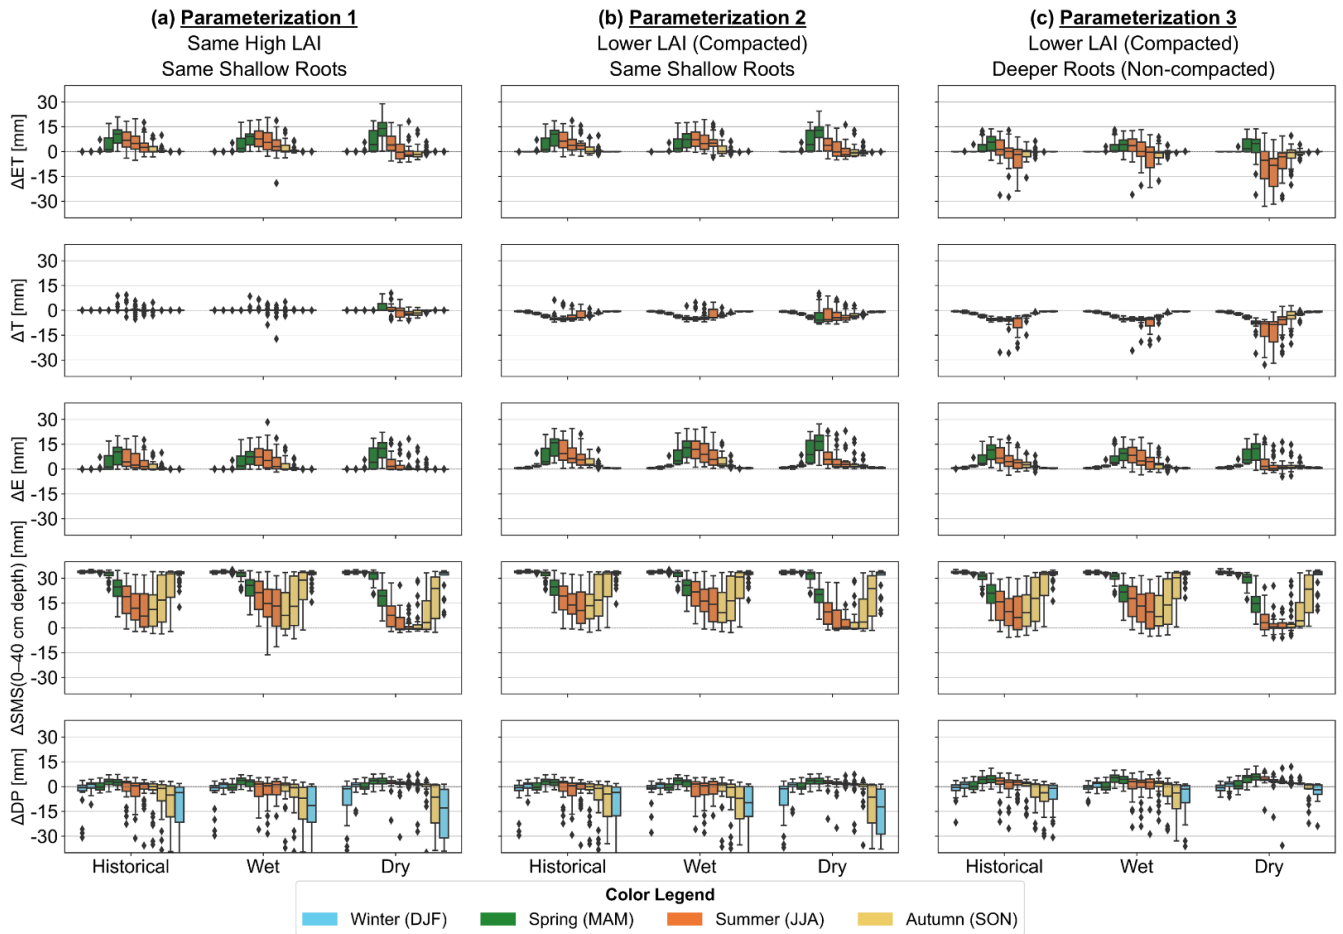 (a) Parameterization 1
Same High LAI
Same Shallow Roots
(b) Parameterization 2
Lower LAI (Compacted)
Same Shallow Roots
(c) Parameterization 3
Lower LAI (Compacted)
Deeper Roots (Non-compacted)
ΔET [mm]
30
15
0
-15
-30
ΔT [mm]
30
15
0
-15
-30
ΔE [mm]
30
15
0
-15
-30
ΔSMS(0–40 cm depth) [mm]
30
15
0
-15
-30
ΔDP [mm]
30
15
0
-15
-30
Historical Wet Dry
Historical Wet Dry
Historical Wet Dry
Color Legend
Winter (DJF) Spring (MAM) Summer (JJA) Autumn (SON)